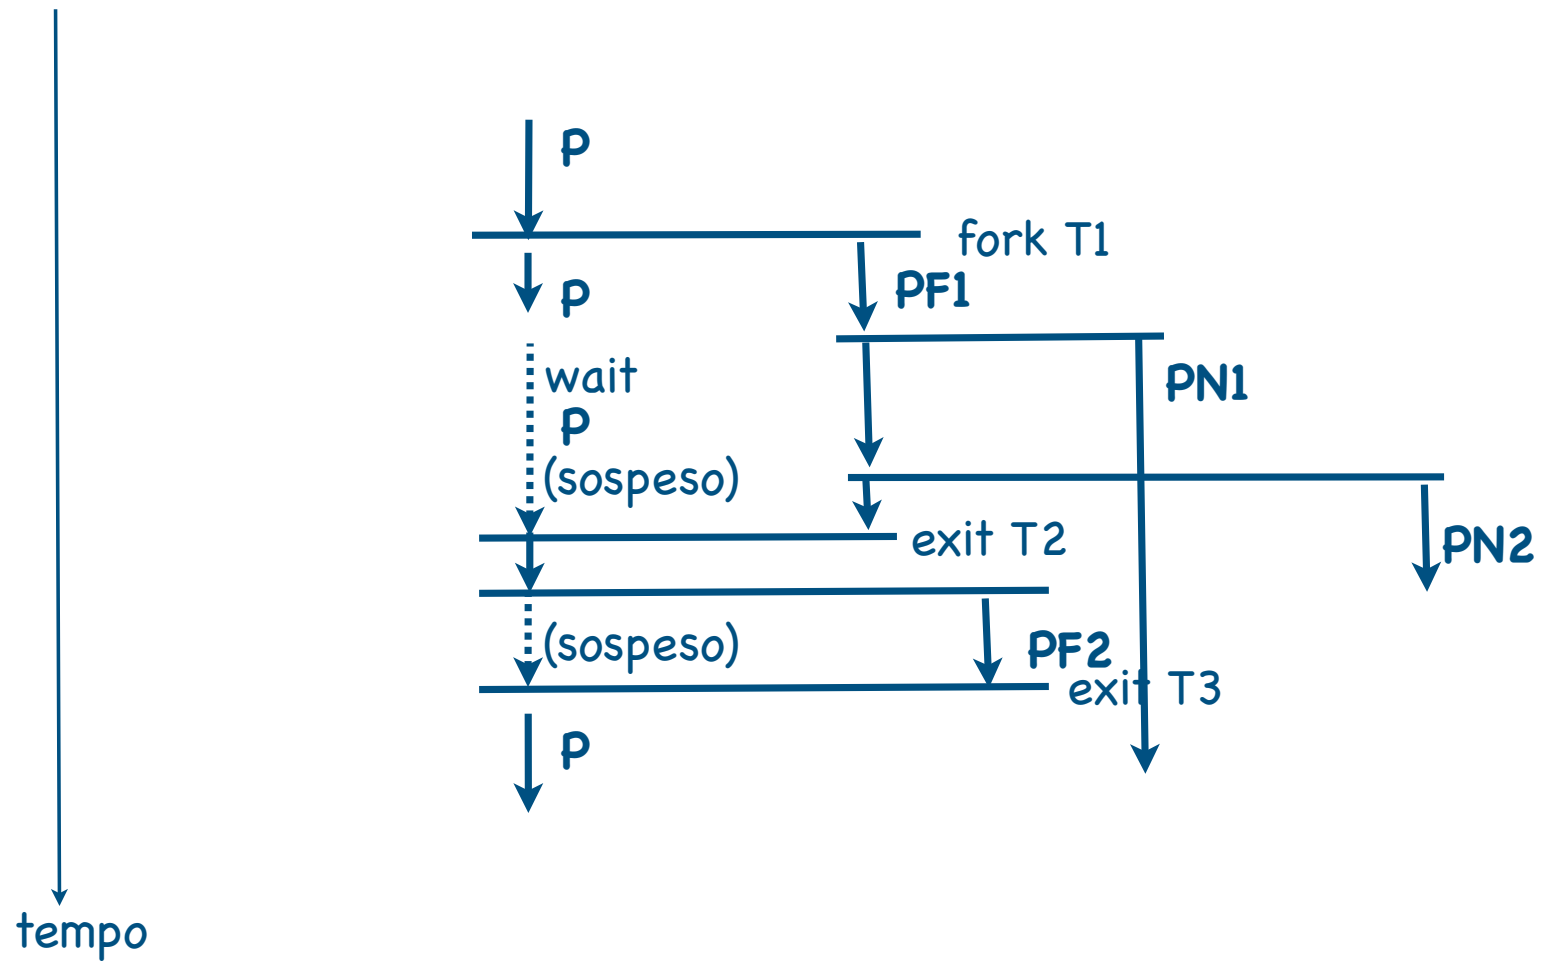 P
fork T1
PF1
P
wait
PN1
P
(sospeso)
exit T2
PN2
(sospeso)
PF2
exit T3
P
tempo